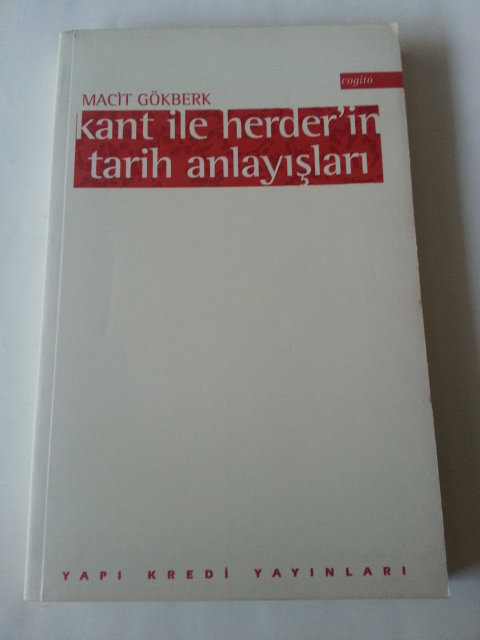 cogito
MACİT GÖKBERK
kant ile herder'in
tarih anlayışları
YAPI KREDİ YAYINLARI